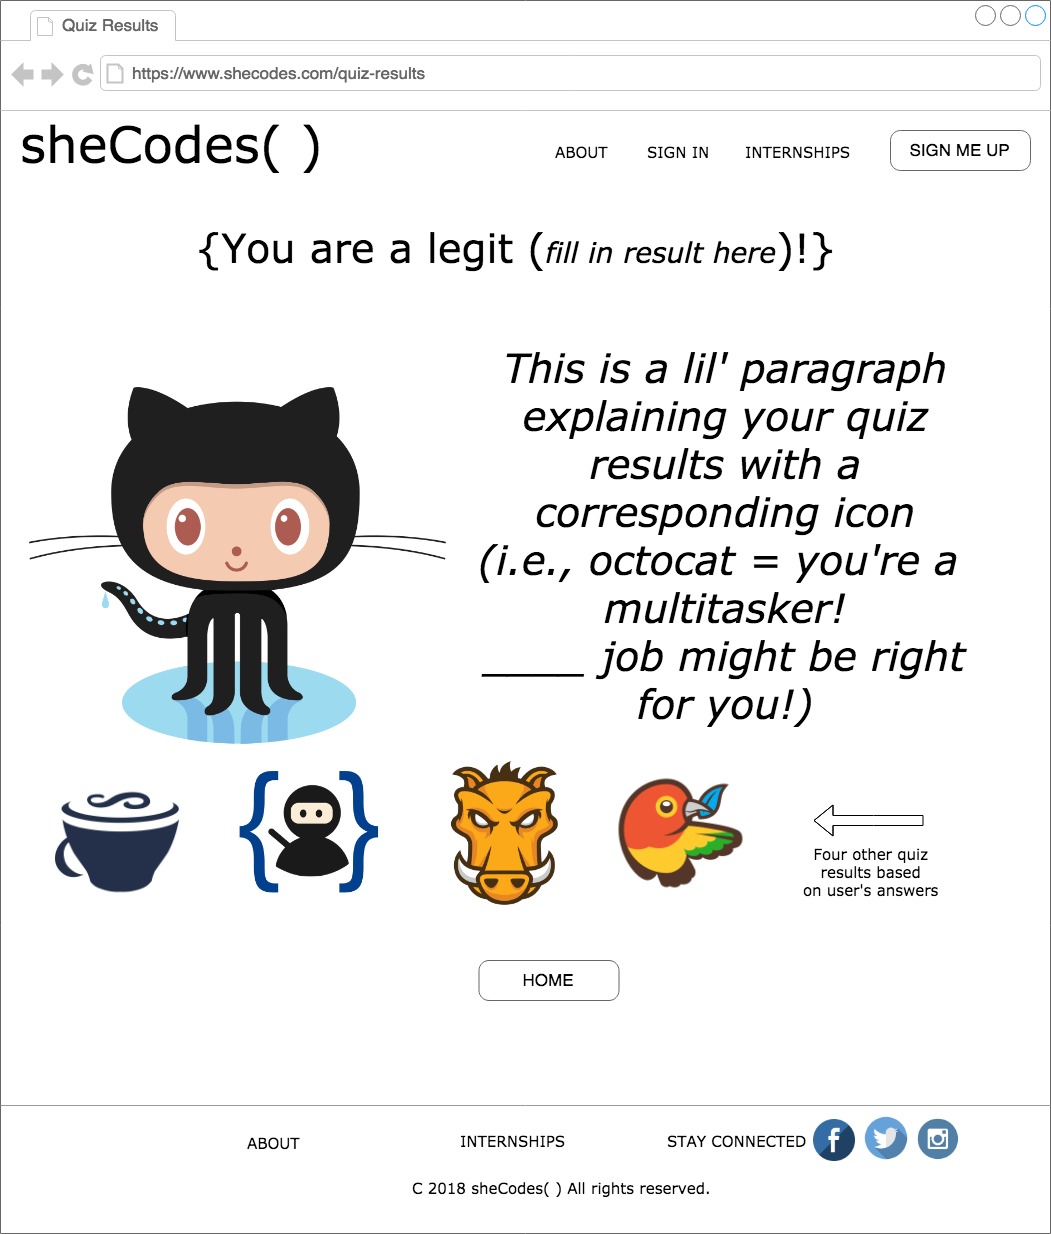 Quiz Results
https://www.shecodes.com/quiz-results
sheCodes( )
ABOUT
SIGN IN
INTERNSHIPS
SIGN ME UP
{You are a legit (fill in result here)!}
This is a lil' paragraph
explaining your quiz
results with a
corresponding icon
(i.e., octocat = you're a
multitasker!
____ job might be right
for you!)
Four other quiz
results based
on user's answers
HOME
ABOUT
INTERNSHIPS
STAY CONNECTED
C 2018 sheCodes( ) All rights reserved.